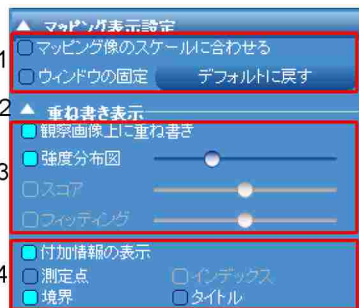 マッピング表示設定
1
マッピング像のスケールに合わせる
ウィンドウの固定 デフォルトに戻す
2 重ね書き表示
観察画像上に重ね書き
3
強度分布図
スコア
フィッティング
付加情報の表示
4
測定点 インデックス
境界 タイトル